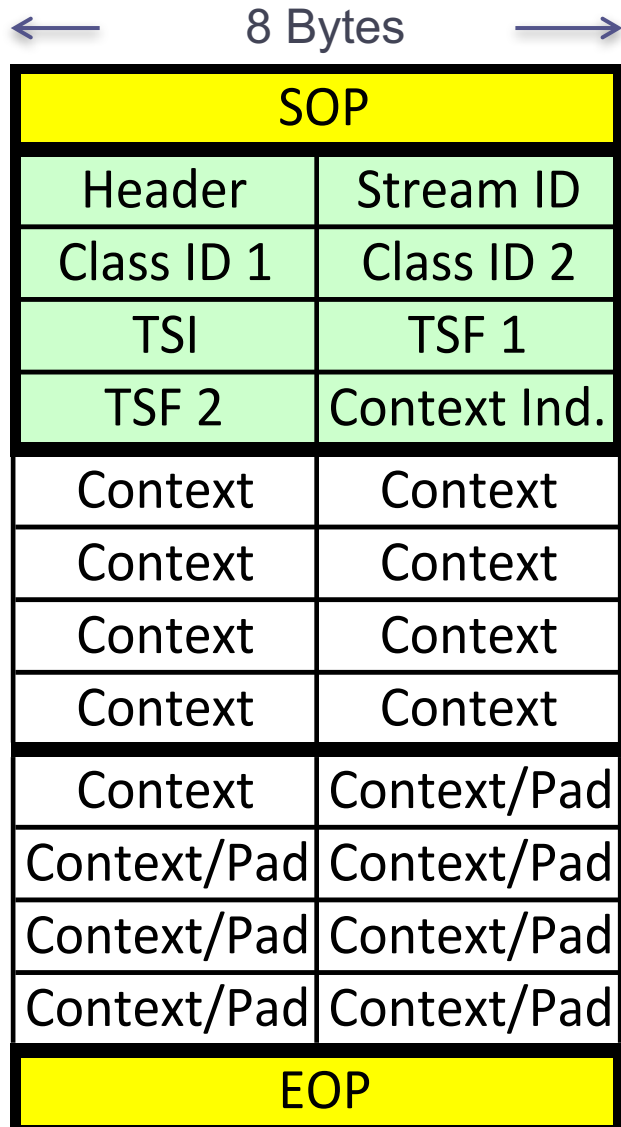 8 Bytes
SOP
Header Stream ID
Class ID 1 Class ID 2
TSI TSF 1
TSF 2 Context Ind.
Context Context
Context Context
Context Context
Context Context
Context Context/Pad
Context/Pad Context/Pad
Context/Pad Context/Pad
Context/Pad Context/Pad
EOP